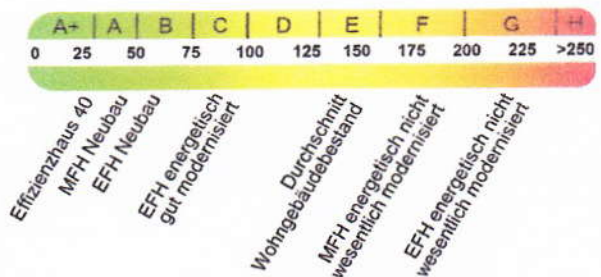 A+ A B C D E F G H
0 25 50 75 100 125 150 175 200 225 >250
Effizienzhaus 40
MFH Neubau
EFH Neubau
EFH energetisch
gut modernisiert
Durchschnitt
Wohngebäudebestand
MFH energetisch nicht
wesentlich modernisiert
EFH energetisch nicht
wesentlich modernisiert